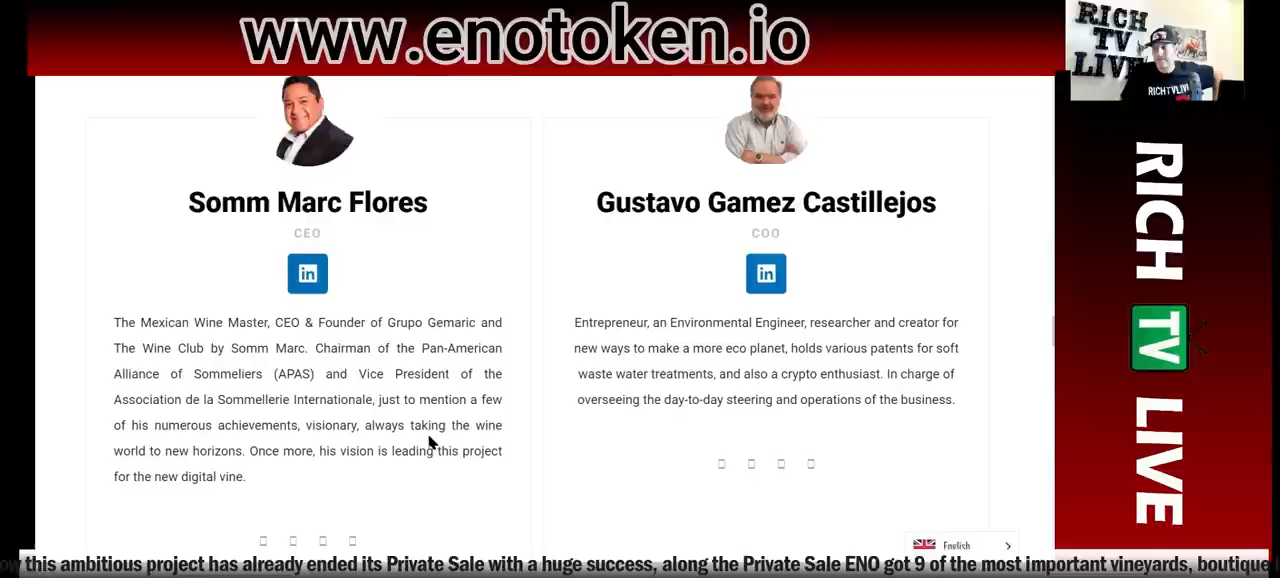 www.enotoken.io
RICH
TV
LIVE
RICHTVLIVE
Somm Marc Flores
CEO
in
The Mexican Wine Master, CEO & Founder of Grupo Gemaric and
The Wine Club by Somm Marc. Chairman of the Pan-American
Alliance of Sommeliers (APAS) and Vice President of the
Association de la Sommellerie Internationale, just to mention a few
of his numerous achievements, visionary, always taking the wine
world to new horizons. Once more, his vision is leading this project
for the new digital vine.
Gustavo Gamez Castillejos
COO
in
Entrepreneur, an Environmental Engineer, researcher and creator for
new ways to make a more eco planet, holds various patents for soft
waste water treatments, and also a crypto enthusiast. In charge of
overseeing the day-to-day steering and operations of the business.
English
RICH TV LIVE
ow this ambitious project has already ended its Private Sale with a huge success, along the Private Sale ENO got 9 of the most important vineyards, boutique